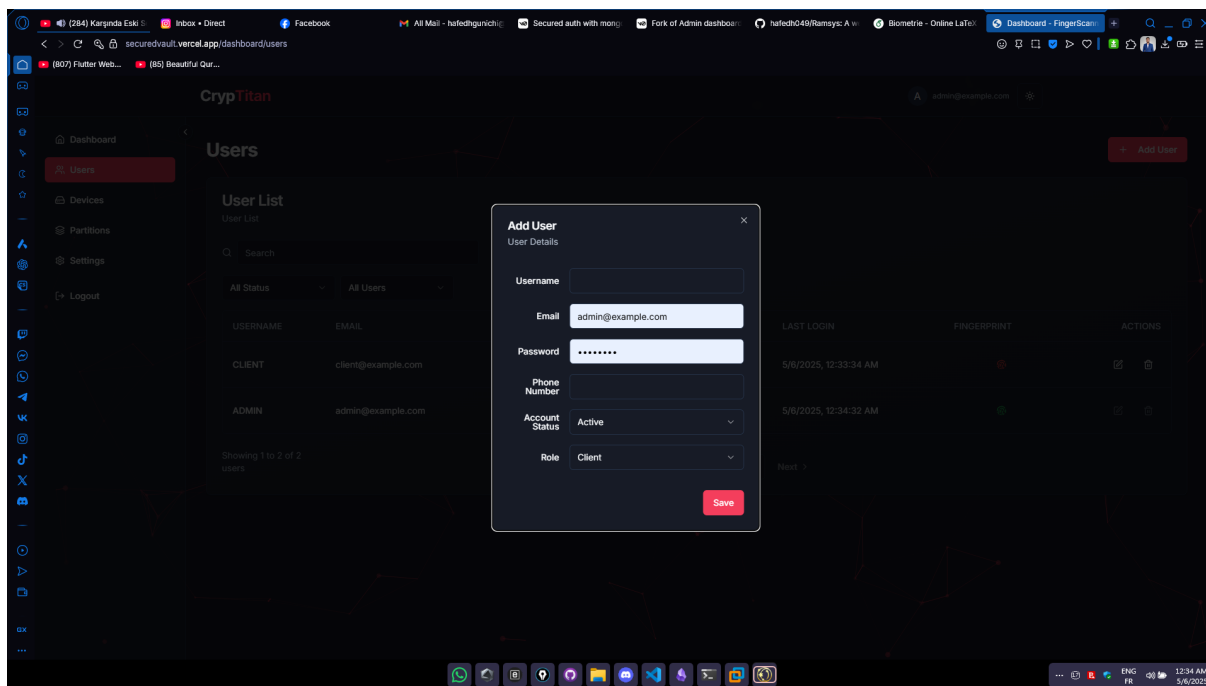 (284) Karşında Eski S
Inbox • Direct
Facebook
All Mail - hafedhgunichi
Secured auth with mong
Fork of Admin dashboar
hafedh049/Ramsys: A w
Biometrie - Online LaTeX
Dashboard - FingerScann
securedvault.vercel.app/dashboard/users
(807) Flutter Web...
(85) Beautiful Qur...
CrypTitan
A admin@example.com
Dashboard
Users
Devices
Partitions
Settings
Logout
Users
+ Add User
User List
User List
Search
All Status
All Users
USERNAME EMAIL LAST LOGIN FINGERPRINT ACTIONS
CLIENT client@example.com 5/6/2025, 12:33:34 AM
ADMIN admin@example.com 5/6/2025, 12:34:32 AM
Showing 1 to 2 of 2
users
Next >
Add User
User Details
Username
Email admin@example.com
Password ••••••••
Phone
Number
Account
Status
Active
Role Client
Save
GX
ENG
FR
12:34 AM
5/6/2025